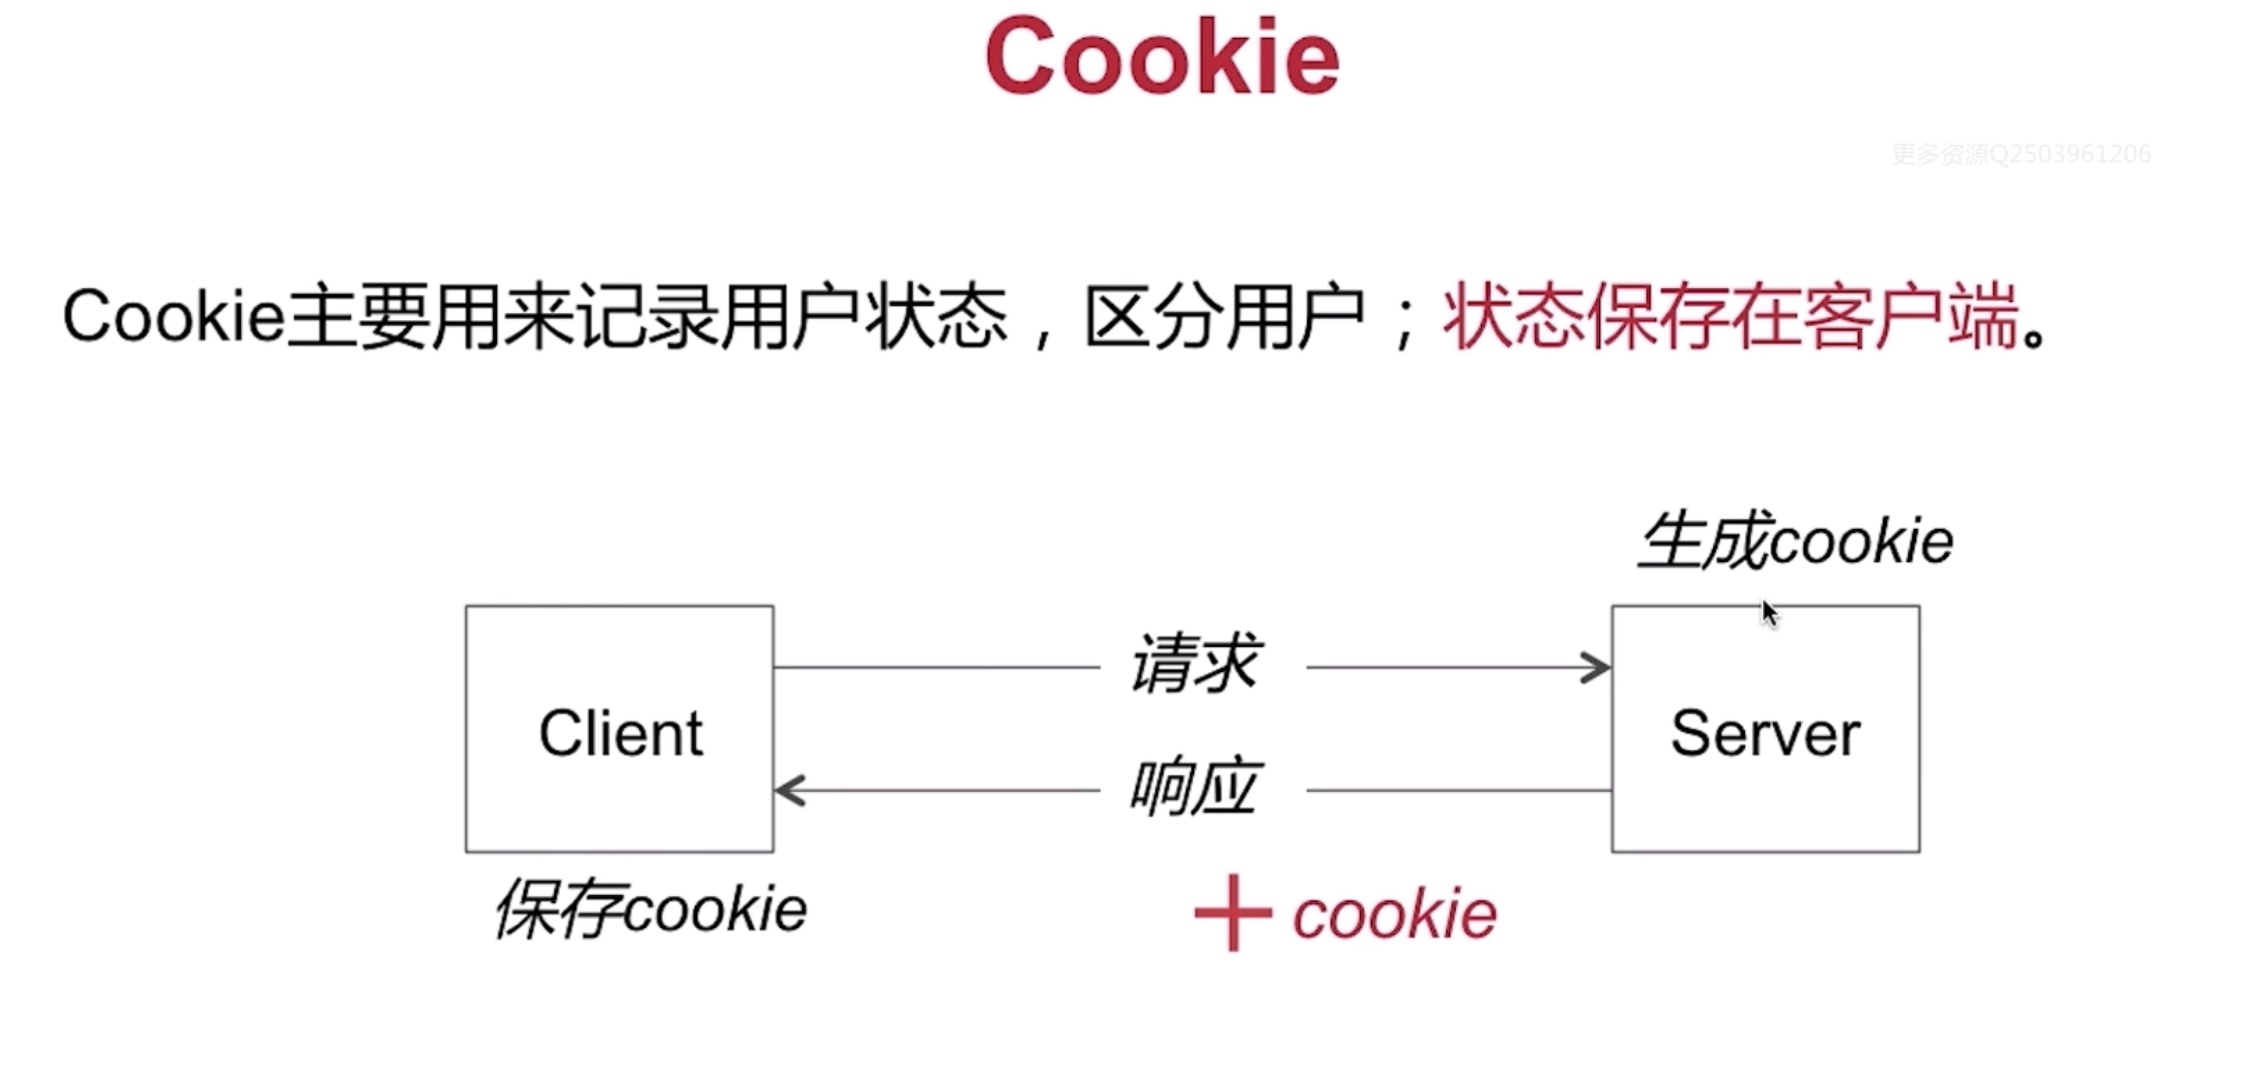 Cookie
更多资源Q2503961206
Cookie主要用来记录用户状态，区分用户；状态保存在客户端。
生成cookie
请求
Client
Server
响应
保存cookie
+ cookie